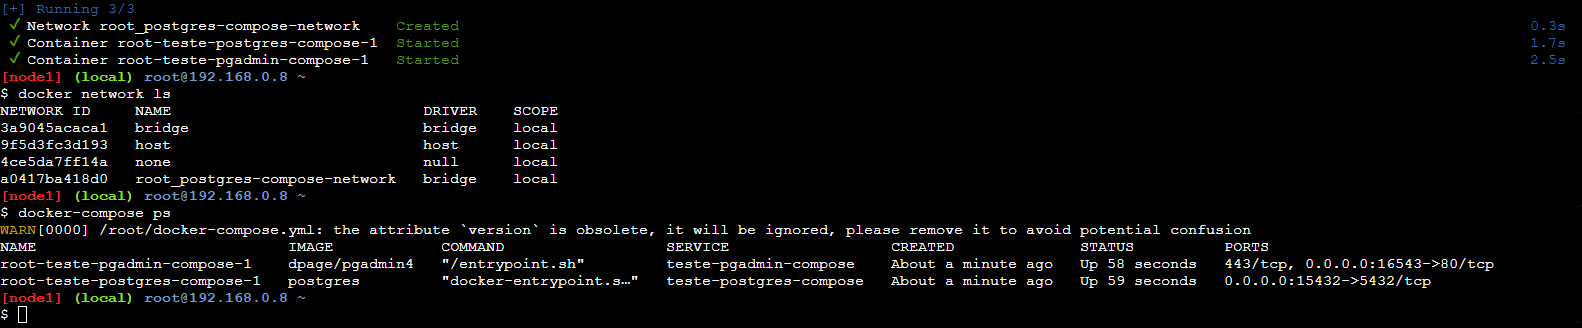 [+] Running 3/3
✓ Network root_postgres-compose-network Created 0.3s
✓ Container root-teste-postgres-compose-1 Started 1.7s
✓ Container root-teste-pgadmin-compose-1 Started 2.5s
[node1] (local) root@192.168.0.8 ~
$ docker network ls
NETWORK ID NAME DRIVER SCOPE
3a9045acaca1 bridge bridge local
9f5d3fc3d193 host host local
4ce5da7ff14a none null local
a0417ba418d0 root_postgres-compose-network bridge local
[node1] (local) root@192.168.0.8 ~
$ docker-compose ps
WARN[0000] /root/docker-compose.yml: the attribute `version` is obsolete, it will be ignored, please remove it to avoid potential confusion
NAME IMAGE COMMAND SERVICE CREATED STATUS PORTS
root-teste-pgadmin-compose-1 dpage/pgadmin4 "/entrypoint.sh" teste-pgadmin-compose About a minute ago Up 58 seconds 443/tcp, 0.0.0.0:16543->80/tcp
root-teste-postgres-compose-1 postgres "docker-entrypoint.s…" teste-postgres-compose About a minute ago Up 59 seconds 0.0.0.0:15432->5432/tcp
[node1] (local) root@192.168.0.8 ~
$